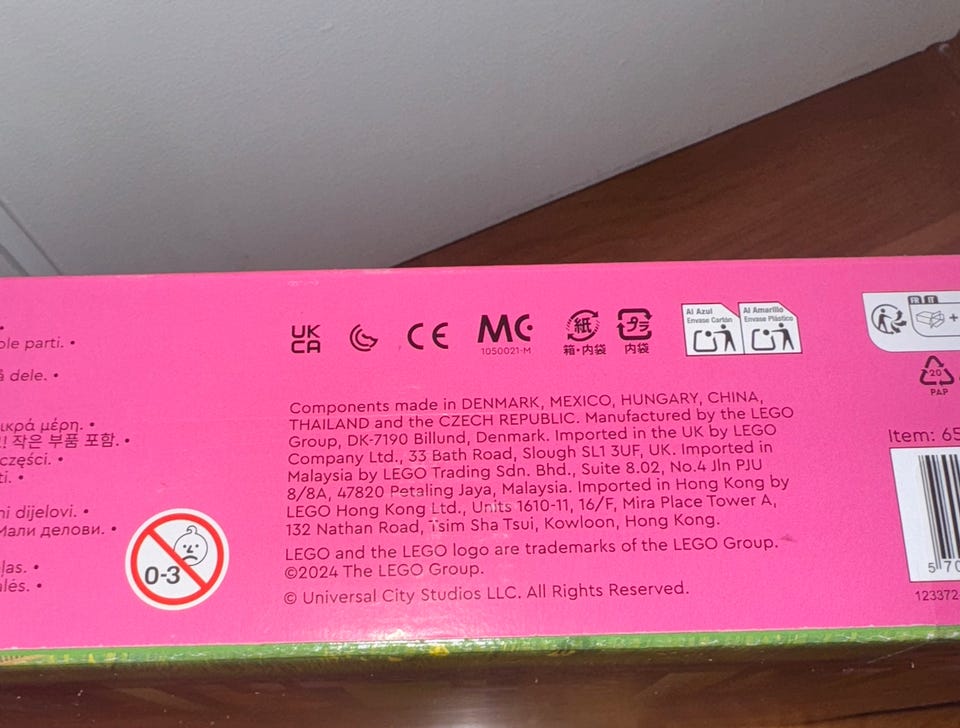 ple parti. •
å dele. •
ικρά μέρη. •
!! 작은 부품 포함. •
części. •
ti. •
ni dijelovi. •
Мали делови. •
ļas. •
alės. •
0-3
UK
CA
CE
MC
1050021-M
紙
箱・内袋
プラ
内袋
Al Azul
Envase Cartón
Al Amarillo
Envase Plástico
FR IT
+
20
PAP
Components made in DENMARK, MEXICO, HUNGARY, CHINA,
THAILAND and the CZECH REPUBLIC. Manufactured by the LEGO
Group, DK-7190 Billund, Denmark. Imported in the UK by LEGO
Company Ltd., 33 Bath Road, Slough SL1 3UF, UK. Imported in
Malaysia by LEGO Trading Sdn. Bhd., Suite 8.02, No.4 Jln PJU
8/8A, 47820 Petaling Jaya, Malaysia. Imported in Hong Kong by
LEGO Hong Kong Ltd., Units 1610-11, 16/F, Mira Place Tower A,
132 Nathan Road, Tsim Sha Tsui, Kowloon, Hong Kong.
LEGO and the LEGO logo are trademarks of the LEGO Group.
©2024 The LEGO Group.
© Universal City Studios LLC. All Rights Reserved.
Item: 65
5 70
123372